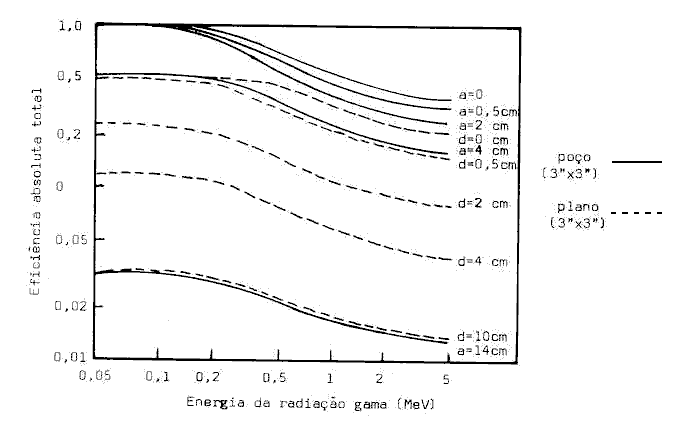 Eficiência absoluta total
1,0
0,5
0,2
0
0,05
0,02
0,01
a=0
a=0,5cm
a=2 cm
d=0 cm
a=4 cm
d=0,5cm
d=2 cm
d=4 cm
d=10cm
a=14cm
poço
(3"x3")
plano
(3"x3")
0,05 0,1 0,2 0,5 1 2 5
Energia da radiação gama (MeV)